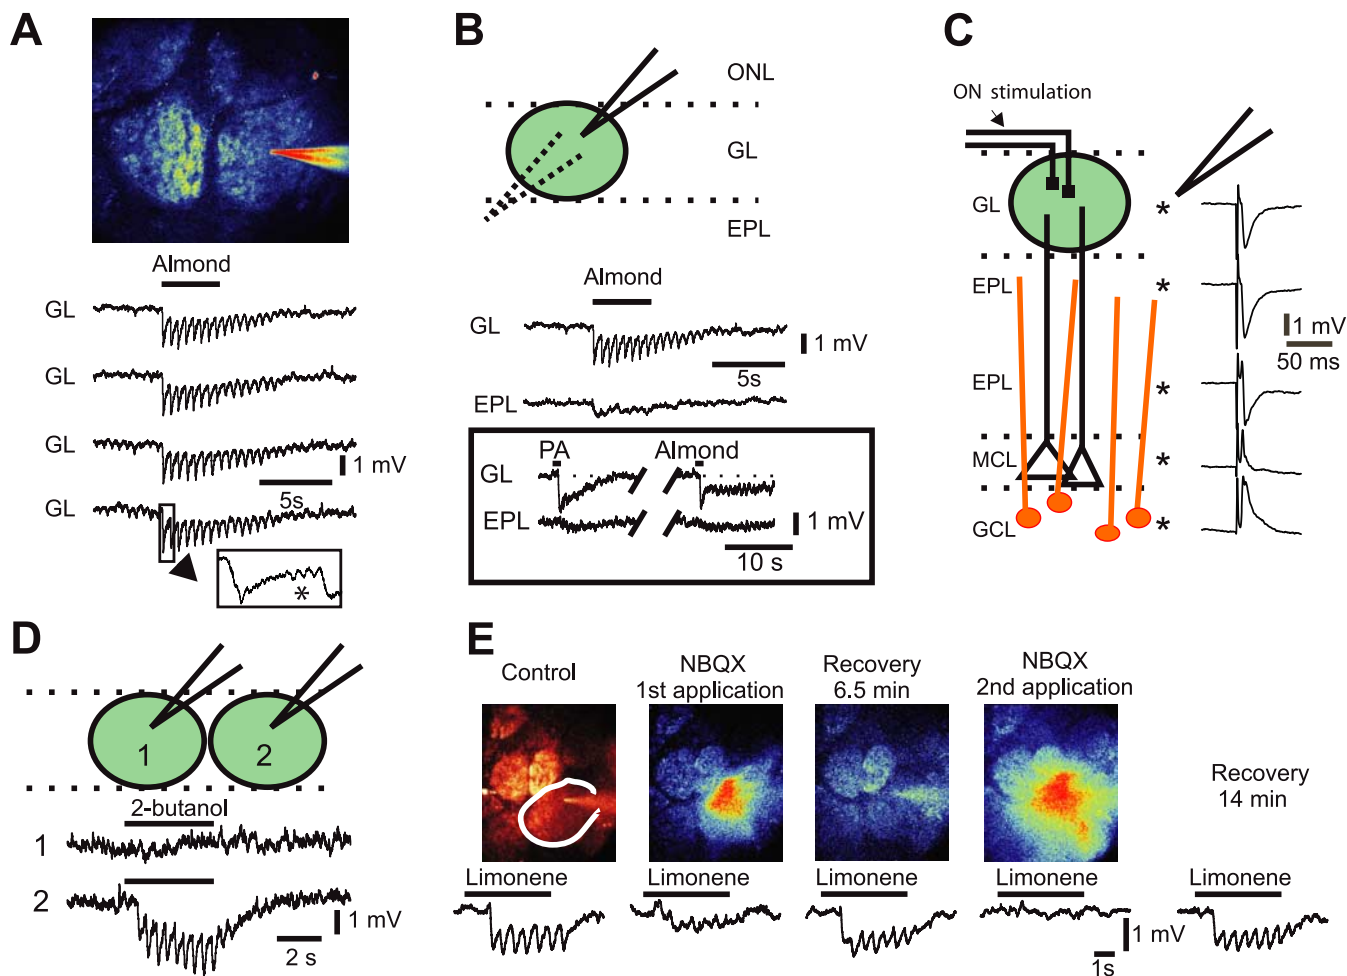 A
Almond
GL
GL
GL
1 mV
5s
GL
*
B
ONL
GL
EPL
Almond
GL
1 mV
5s
EPL
PA
Almond
GL
EPL
1 mV
10 s
C
ON stimulation
GL
*
EPL
*
1 mV
50 ms
EPL
*
MCL
*
GCL
*
D
1
2
2-butanol
1
2
1 mV
2 s
E
Control
NBQX
1st application
Recovery
6.5 min
NBQX
2nd application
Recovery
14 min
Limonene
Limonene
Limonene
Limonene
Limonene
1 mV
1s